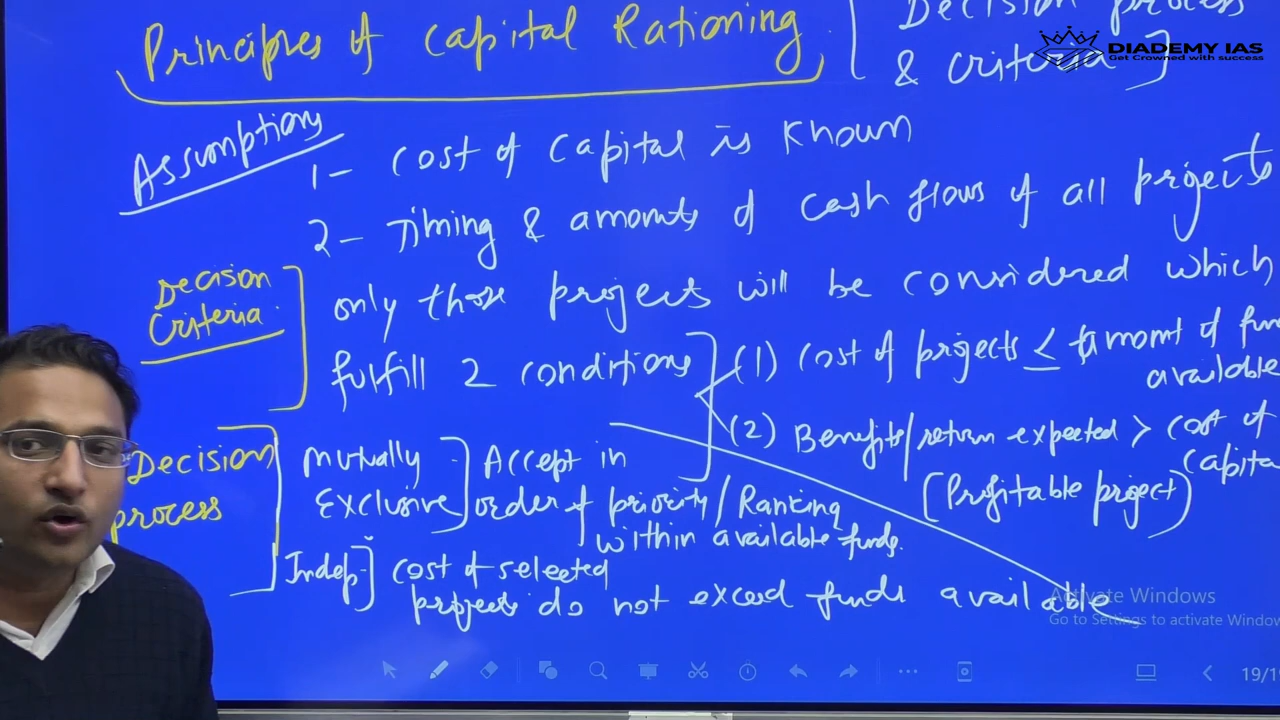 Principles of Capital Rationing
[Decision process
& criteria]
DIADEMY IAS
Get Crowned with success
Assumptions
1- Cost of Capital is Known
2- Timing & amounts of cash flows of all projects
Decision
Criteria
only those projects will be considered which
fulfill 2 conditions
(1) Cost of projects ≤ amount of
available
(2) Benefits/return expected > cost of
(Profitable project)
Decision
process
Mutually
Exclusive
Accept in
order of priority/Ranking
within available funds.
Indep.
cost of selected
projects do not exceed funds available
Activate Windows
Go to Settings to activate
19/1